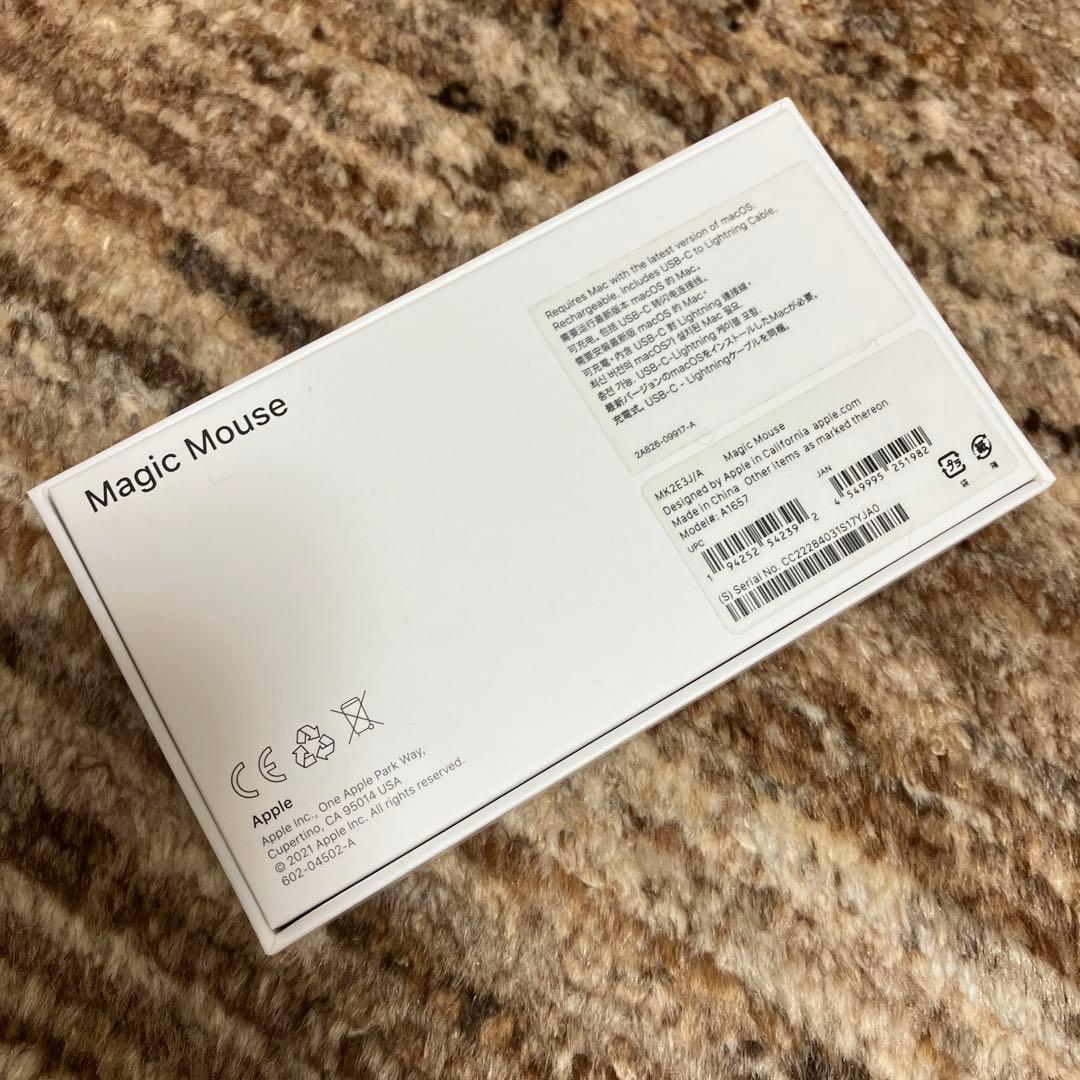 Magic Mouse
Requires Mac with the latest version of macOS.
Rechargeable. Includes USB-C to Lightning Cable.
需要运行最新版本 macOS 的 Mac。
可充电。包括 USB-C 转闪电连接线。
需要安裝最新版 macOS 的 Mac。
可充電。內含 USB-C 對 Lightning 連接線。
최신 버전의 macOS가 설치된 Mac 필요.
충전 가능. USB-C-Lightning 케이블 포함.
最新バージョンのmacOSをインストールしたMacが必要。
充電式。USB-C - Lightningケーブルを同梱。
2AB26-09917-A
MK2E3J/A Magic Mouse
Designed by Apple in California apple.com
Made in China Other items as marked thereon
Model#: A1657
UPC
1 94252 54239 2
JAN
4 549995 251982
(S) Serial No. CC22284031S17YJA0
プラ
袋
紙
CE
Apple
Apple Inc., One Apple Park Way,
Cupertino, CA 95014 USA
© 2021 Apple Inc. All rights reserved.
602-04502-A